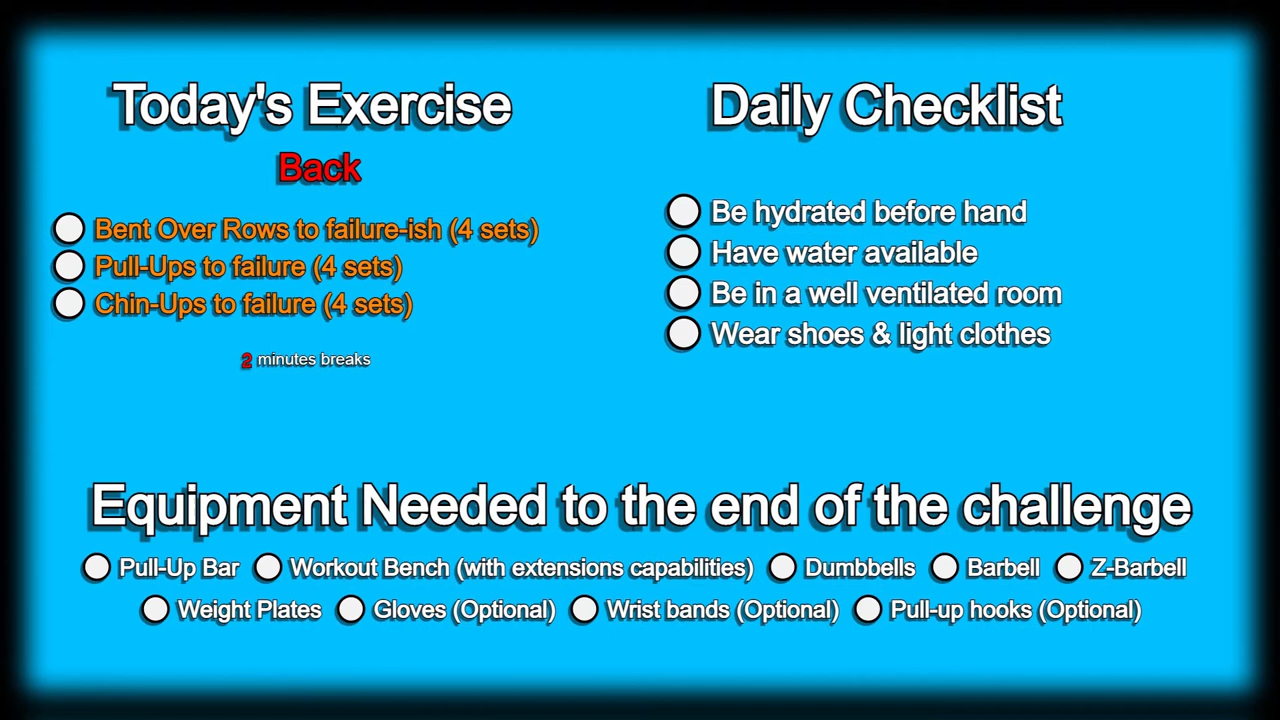 Today's Exercise
Back
Bent Over Rows to failure-ish (4 sets)
Pull-Ups to failure (4 sets)
Chin-Ups to failure (4 sets)
2 minutes breaks
Daily Checklist
Be hydrated before hand
Have water available
Be in a well ventilated room
Wear shoes & light clothes
Equipment Needed to the end of the challenge
Pull-Up Bar Workout Bench (with extensions capabilities) Dumbbells Barbell Z-Barbell
Weight Plates Gloves (Optional) Wrist bands (Optional) Pull-up hooks (Optional)